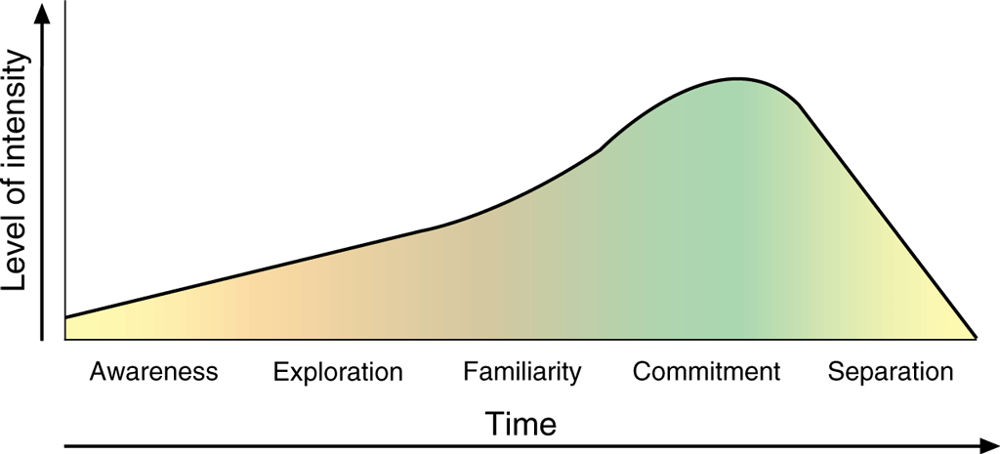 Level of intensity
Awareness Exploration Familiarity Commitment Separation
Time